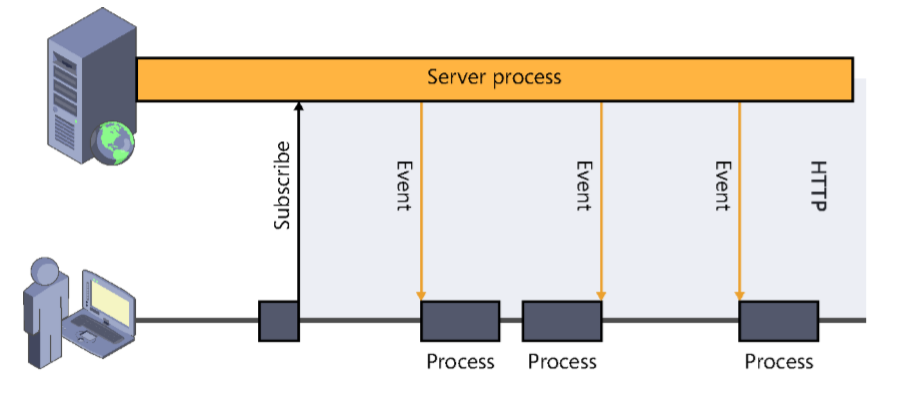 Server process
Subscribe
Event
Event
Event
HTTP
Process
Process
Process